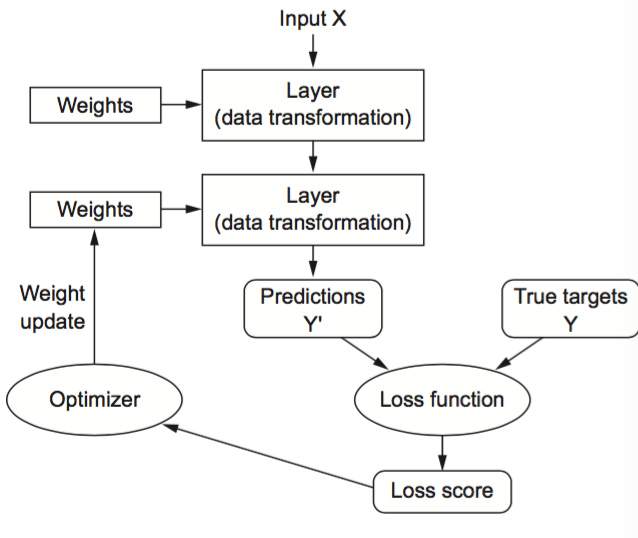 Input X
Layer
(data transformation)
Weights
Layer
(data transformation)
Weights
Weight
update
Predictions
Y'
True targets
Y
Optimizer
Loss function
Loss score